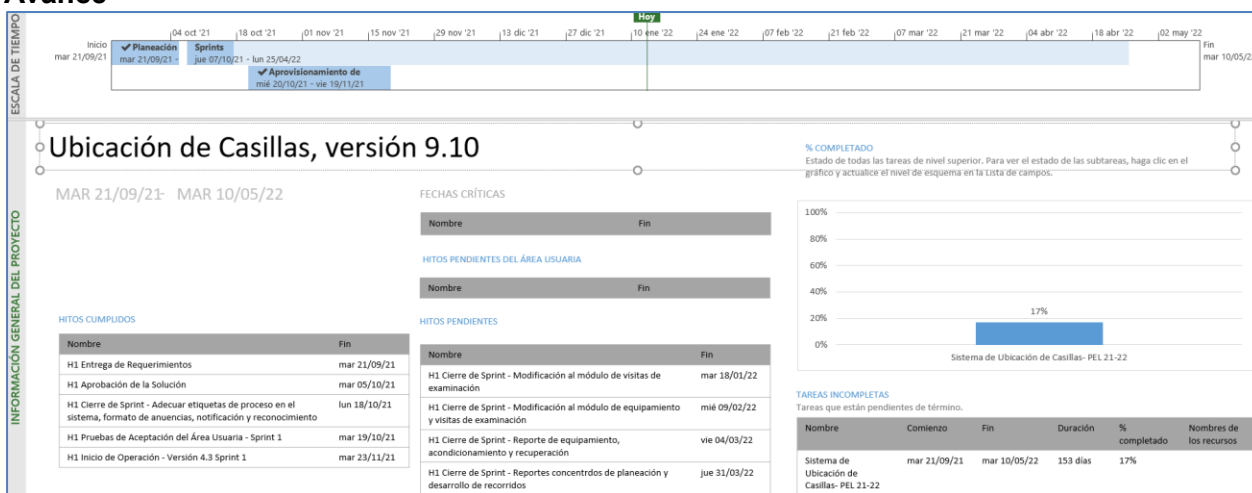 Avance
ESCALA DE TIEMPO
Hoy
04 oct '21 18 oct '21 01 nov '21 15 nov '21 29 nov '21 13 dic '21 27 dic '21 10 ene '22 24 ene '22 07 feb '22 21 feb '22 07 mar '22 21 mar '22 04 abr '22 18 abr '22 02 may '22
Inicio
mar 21/09/21
Planeación
mar 21/09/21 -
Sprints
jue 07/10/21 - lun 25/04/22
Aprovisionamiento de
mié 20/10/21 - vie 19/11/21
Fin
mar 10/05/2
INFORMACIÓN GENERAL DEL PROYECTO
Ubicación de Casillas, versión 9.10
MAR 21/09/21- MAR 10/05/22
HITOS CUMPLIDOS
Nombre Fin
H1 Entrega de Requerimientos mar 21/09/21
H1 Aprobación de la Solución mar 05/10/21
H1 Cierre de Sprint - Adecuar etiquetas de proceso en el lun 18/10/21
sistema, formato de anuencias, notificación y reconocimiento
H1 Pruebas de Aceptación del Área Usuaria - Sprint 1 mar 19/10/21
H1 Inicio de Operación - Versión 4.3 Sprint 1 mar 23/11/21
FECHAS CRÍTICAS
Nombre Fin
HITOS PENDIENTES DEL ÁREA USUARIA
Nombre Fin
HITOS PENDIENTES
Nombre Fin
H1 Cierre de Sprint - Modificación al módulo de visitas de mar 18/01/22
examinación
H1 Cierre de Sprint - Modificación al módulo de equipamiento mié 09/02/22
y visitas de examinación
H1 Cierre de Sprint - Reporte de equipamiento, vie 04/03/22
acondicionamiento y recuperación
H1 Cierre de Sprint - Reportes concentrdos de planeación y jue 31/03/22
desarrollo de recorridos
% COMPLETADO
Estado de todas las tareas de nivel superior. Para ver el estado de las subtareas, haga clic en el
gráfico y actualice el nivel de esquema en la Lista de campos.
100%
80%
60%
40%
20%
0%
17%
Sistema de Ubicación de Casillas- PEL 21-22
TAREAS INCOMPLETAS
Tareas que están pendientes de término.
Nombre Comienzo Fin Duración % completado Nombres de los recursos
Sistema de mar 21/09/21 mar 10/05/22 153 días 17%
Ubicación de
Casillas- PEL 21-22